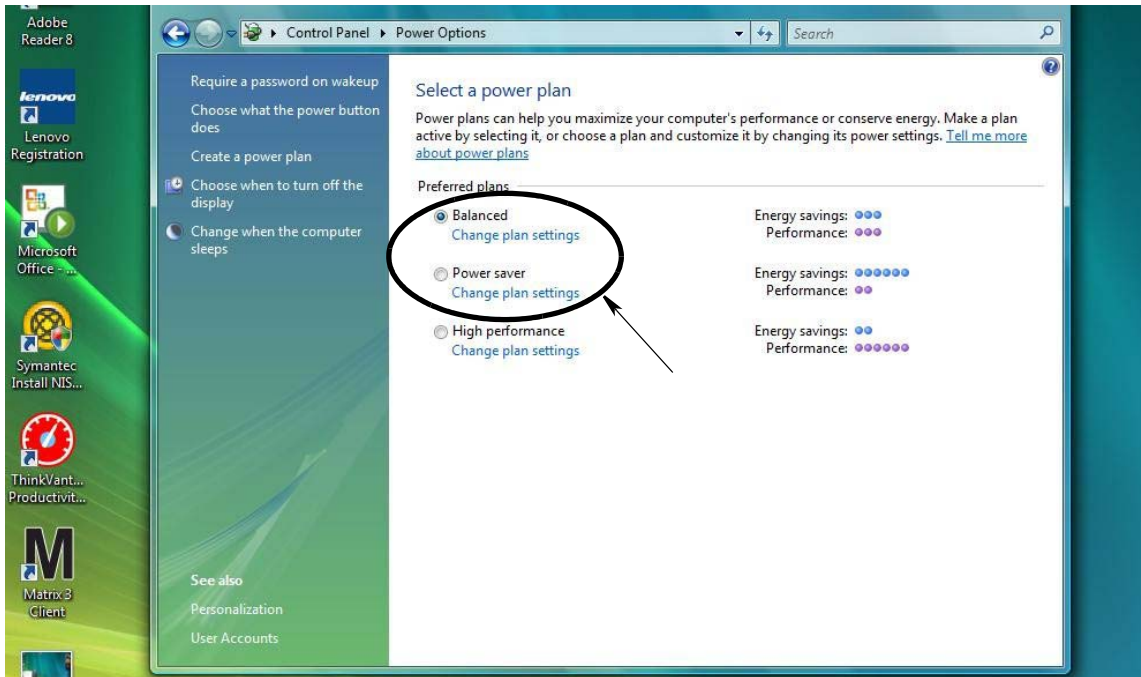 Adobe
Reader 8
lenovo
Lenovo
Registration
Microsoft
Office - ...
Symantec
Install NIS...
ThinkVant...
Productivit...
M
Matrix 3
Client
Control Panel
Power Options
Search
Require a password on wakeup
Choose what the power button
does
Create a power plan
Choose when to turn off the
display
Change when the computer
sleeps
See also
Personalization
User Accounts
Select a power plan
Power plans can help you maximize your computer's performance or conserve energy. Make a plan
active by selecting it, or choose a plan and customize it by changing its power settings. Tell me more
about power plans
Preferred plans
Balanced
Energy savings:
Change plan settings
Performance:
Power saver
Energy savings:
Change plan settings
Performance:
High performance
Energy savings:
Change plan settings
Performance: